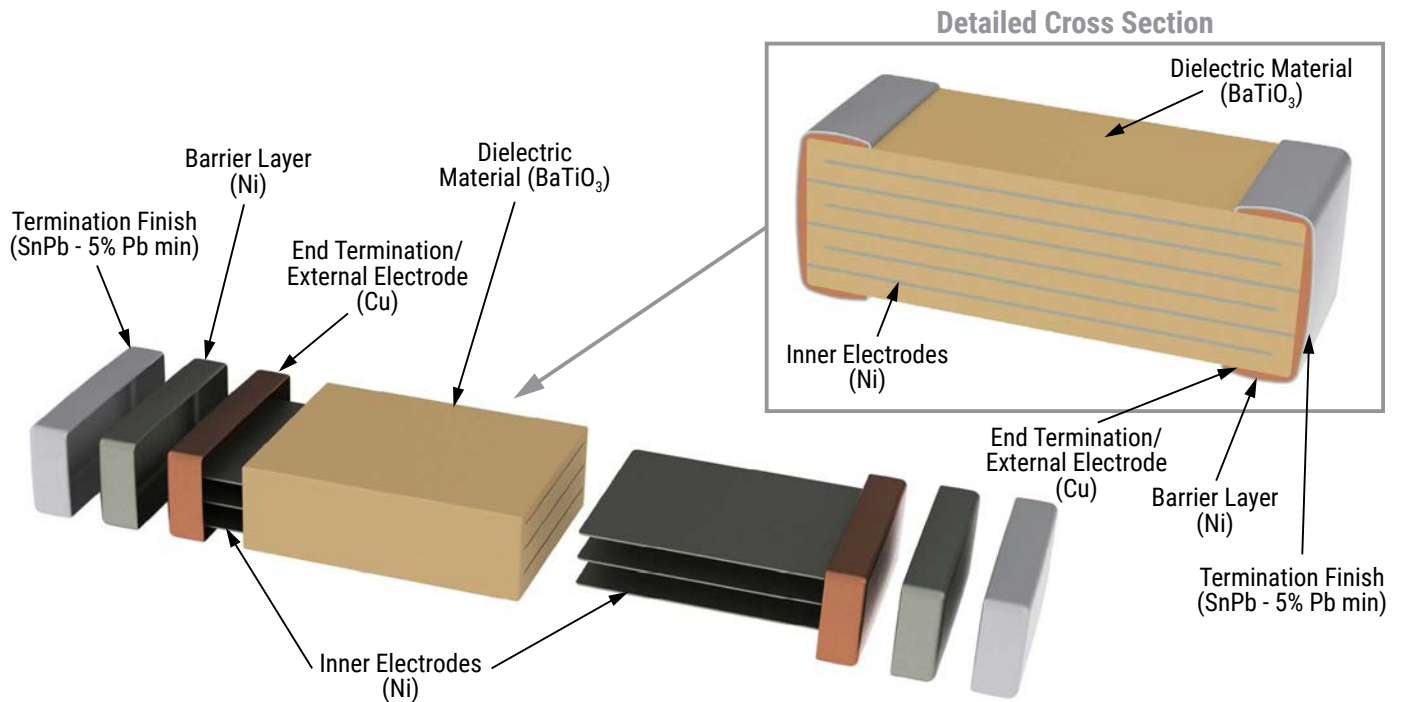 Detailed Cross Section
Dielectric Material
(BaTiO₃)
Barrier Layer
(Ni)
Dielectric
Material (BaTiO₃)
Termination Finish
(SnPb - 5% Pb min)
End Termination/
External Electrode
(Cu)
Inner Electrodes
(Ni)
End Termination/
External Electrode
(Cu)
Barrier Layer
(Ni)
Termination Finish
(SnPb - 5% Pb min)
Inner Electrodes
(Ni)